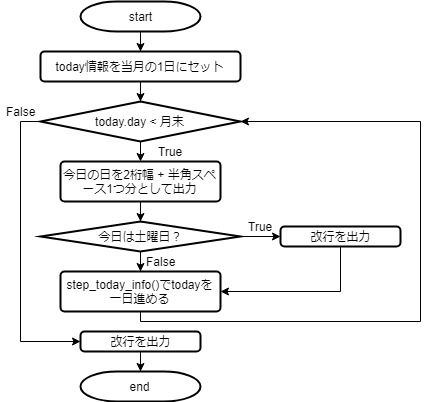 start
today情報を当月の1日にセット
False
today.day < 月末
True
今日の日を2桁幅 + 半角スペ
ース1つ分として出力
今日は土曜日？
True
改行を出力
False
step_today_info()でtodayを
一日進める
改行を出力
end